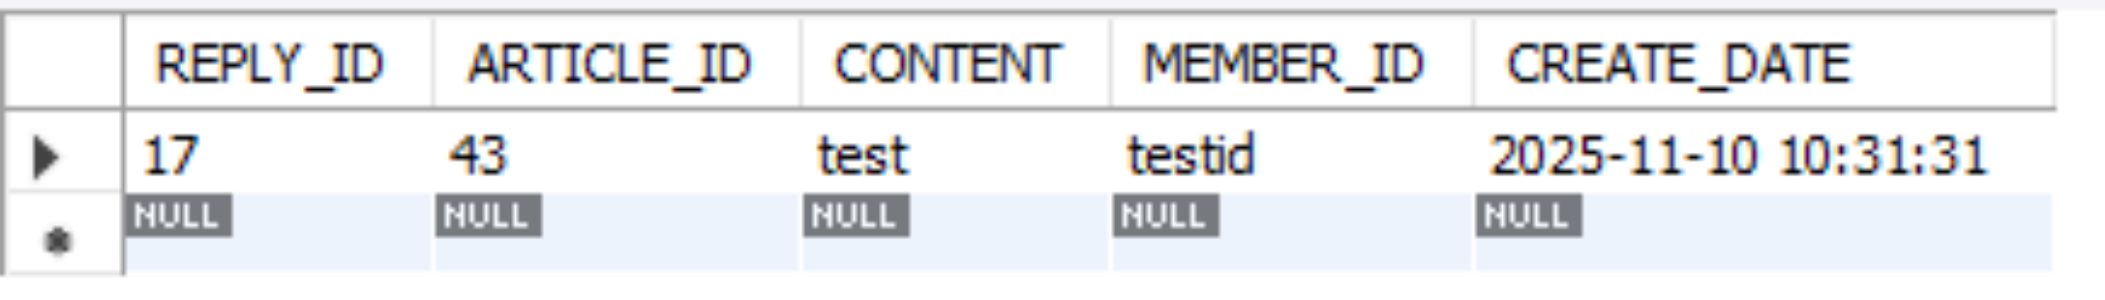 REPLY_ID ARTICLE_ID CONTENT MEMBER_ID CREATE_DATE
17 43 test testid 2025-11-10 10:31:31
NULL NULL NULL NULL NULL